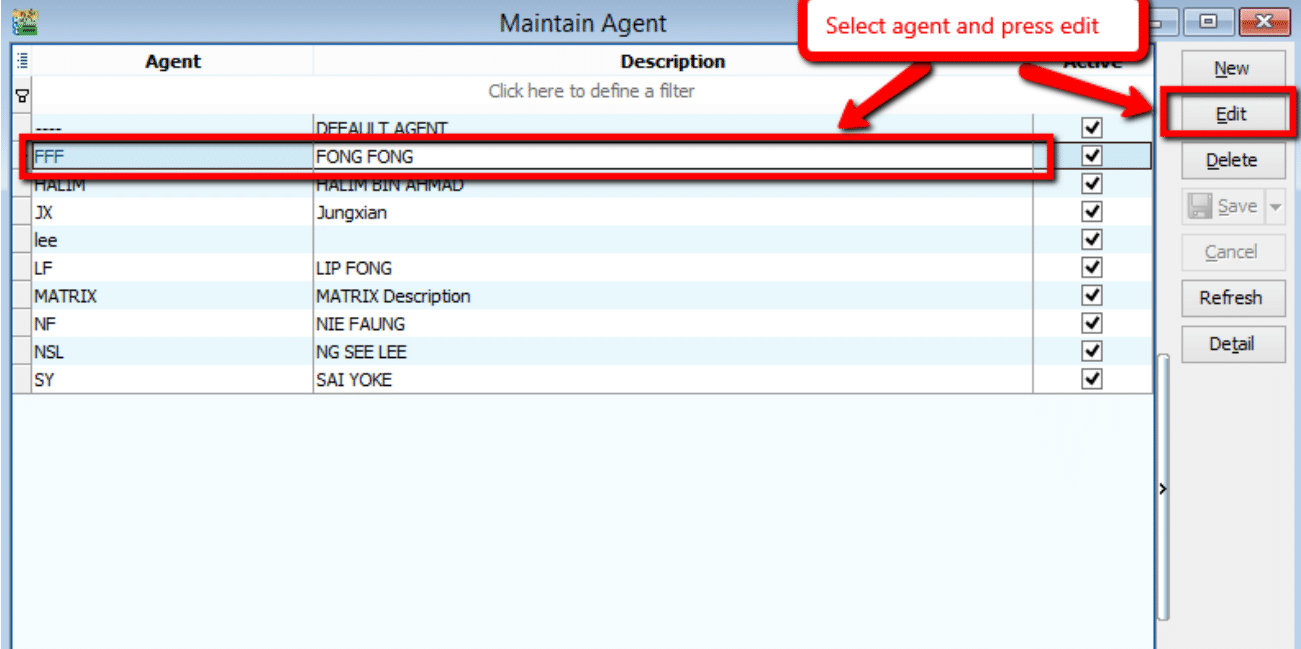 Maintain Agent
Select agent and press edit
Agent Description Active
Click here to define a filter
---- DEFAULT AGENT
FFF FONG FONG
HALIM HALIM BIN AHMAD
JX Jungxian
lee
LF LIP FONG
MATRIX MATRIX Description
NF NIE FAUNG
NSL NG SEE LEE
SY SAI YOKE
New
Edit
Delete
Save
Cancel
Refresh
Detail